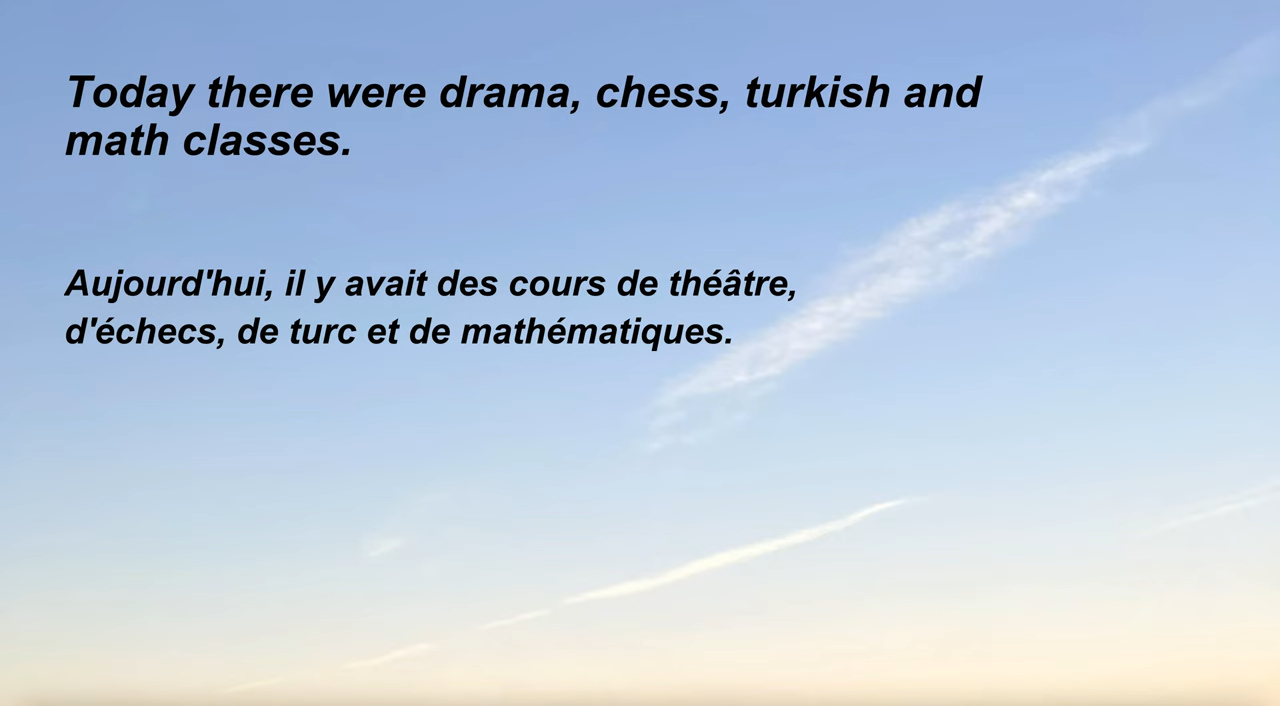 Today there were drama, chess, turkish and
math classes.
Aujourd'hui, il y avait des cours de théâtre,
d'échecs, de turc et de mathématiques.